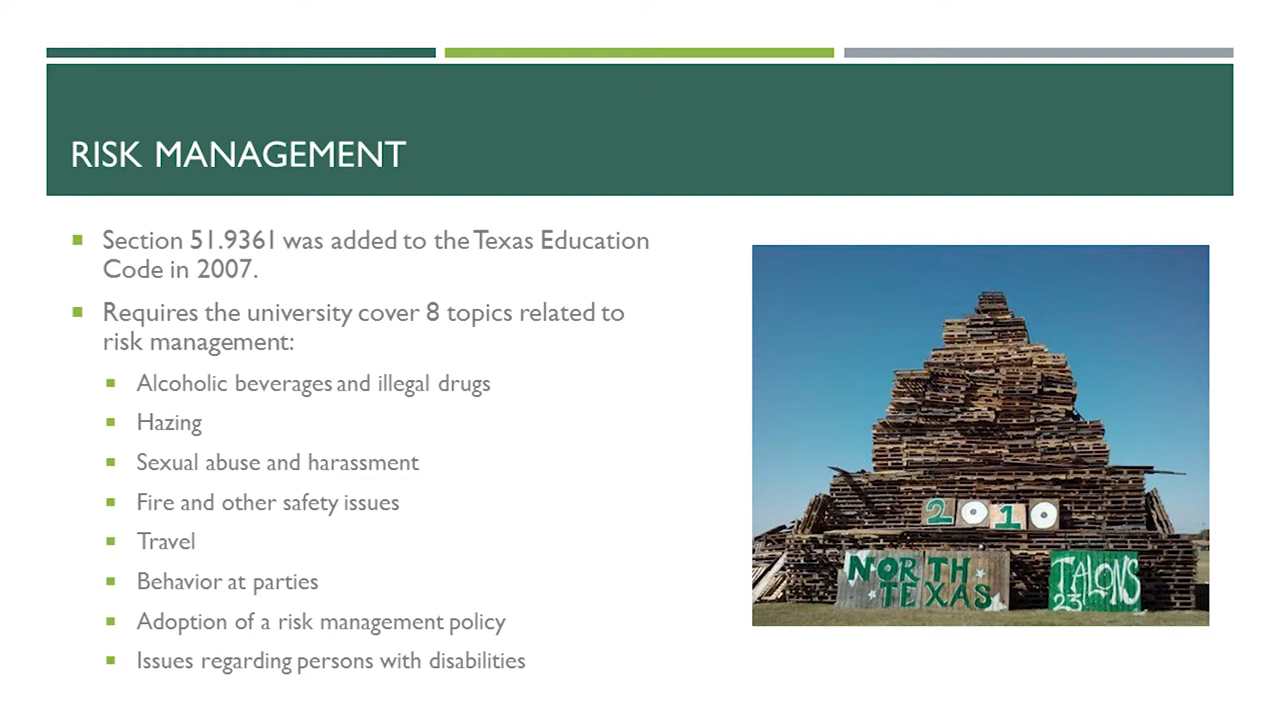 RISK MANAGEMENT
Section 51.9361 was added to the Texas Education
Code in 2007.
Requires the university cover 8 topics related to
risk management:
Alcoholic beverages and illegal drugs
Hazing
Sexual abuse and harassment
Fire and other safety issues
Travel
Behavior at parties
Adoption of a risk management policy
Issues regarding persons with disabilities
2010
NORTH
TEXAS
TALONS
23